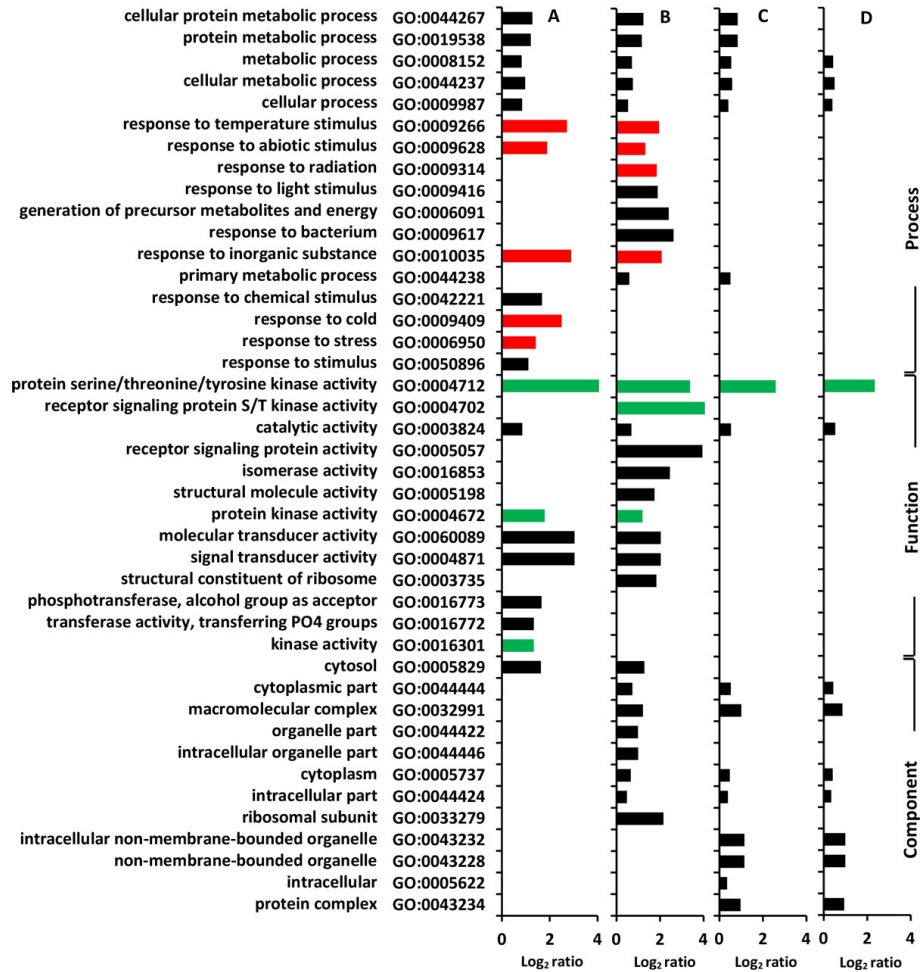 A B C D
cellular protein metabolic process GO:0044267
protein metabolic process GO:0019538
metabolic process GO:0008152
cellular metabolic process GO:0044237
cellular process GO:0009987
response to temperature stimulus GO:0009266
response to abiotic stimulus GO:0009628
response to radiation GO:0009314
response to light stimulus GO:0009416
generation of precursor metabolites and energy GO:0006091
response to bacterium GO:0009617
response to inorganic substance GO:0010035
primary metabolic process GO:0044238
response to chemical stimulus GO:0042221
response to cold GO:0009409
response to stress GO:0006950
response to stimulus GO:0050896
Process
protein serine/threonine/tyrosine kinase activity GO:0004712
receptor signaling protein S/T kinase activity GO:0004702
catalytic activity GO:0003824
receptor signaling protein activity GO:0005057
isomerase activity GO:0016853
structural molecule activity GO:0005198
protein kinase activity GO:0004672
molecular transducer activity GO:0060089
signal transducer activity GO:0004871
structural constituent of ribosome GO:0003735
phosphotransferase, alcohol group as acceptor GO:0016773
transferase activity, transferring PO4 groups GO:0016772
kinase activity GO:0016301
Function
cytosol GO:0005829
cytoplasmic part GO:0044444
macromolecular complex GO:0032991
organelle part GO:0044422
intracellular organelle part GO:0044446
cytoplasm GO:0005737
intracellular part GO:0044424
ribosomal subunit GO:0033279
intracellular non-membrane-bounded organelle GO:0043232
non-membrane-bounded organelle GO:0043228
intracellular GO:0005622
protein complex GO:0043234
Component
0 2 4 0 2 4 0 2 4 0 2 4
Log2 ratio Log2 ratio Log2 ratio Log2 ratio